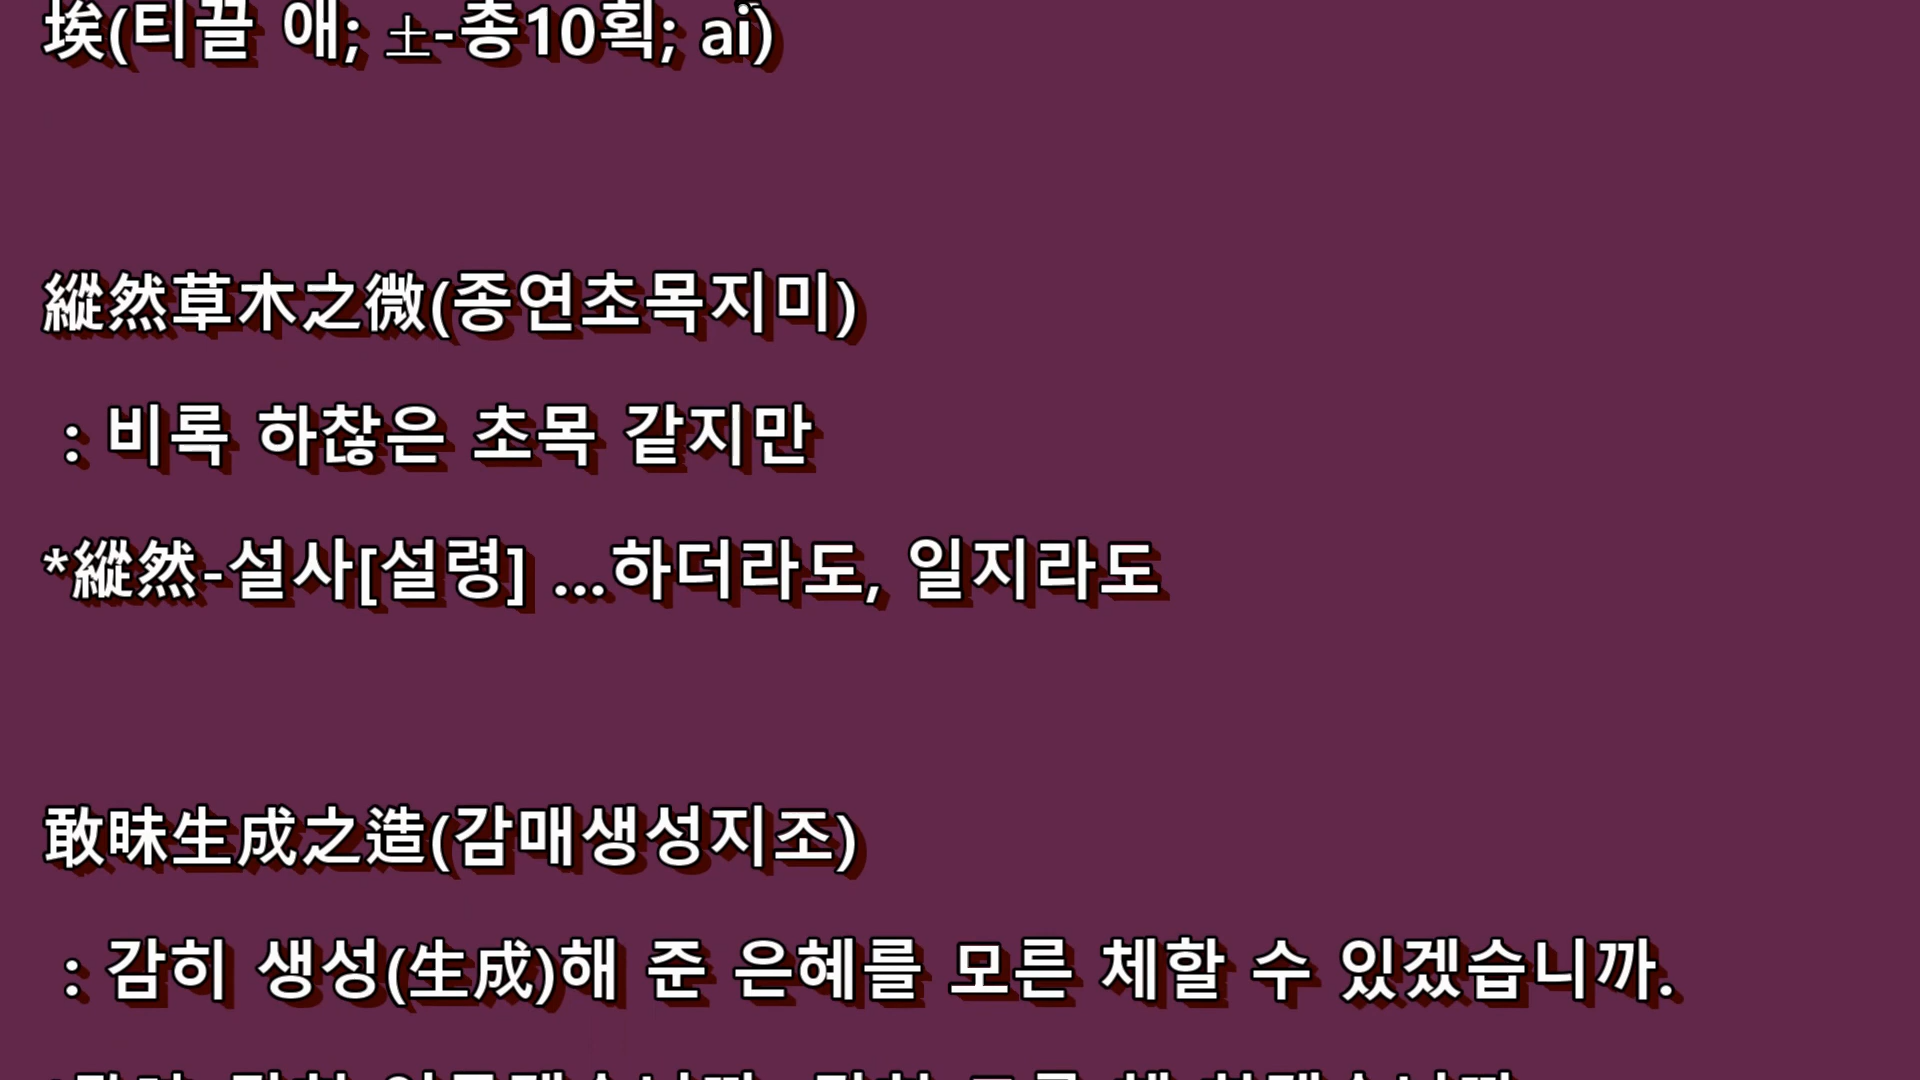 埃(티끌 애; 土-총10획; ai)
縱然草木之微(종연초목지미)
: 비록 하찮은 초목 같지만
*縱然-설사[설령] ...하더라도, 일지라도
敢昧生成之造(감매생성지조)
: 감히 생성(生成)해 준 은혜를 모른 체할 수 있겠습니까.